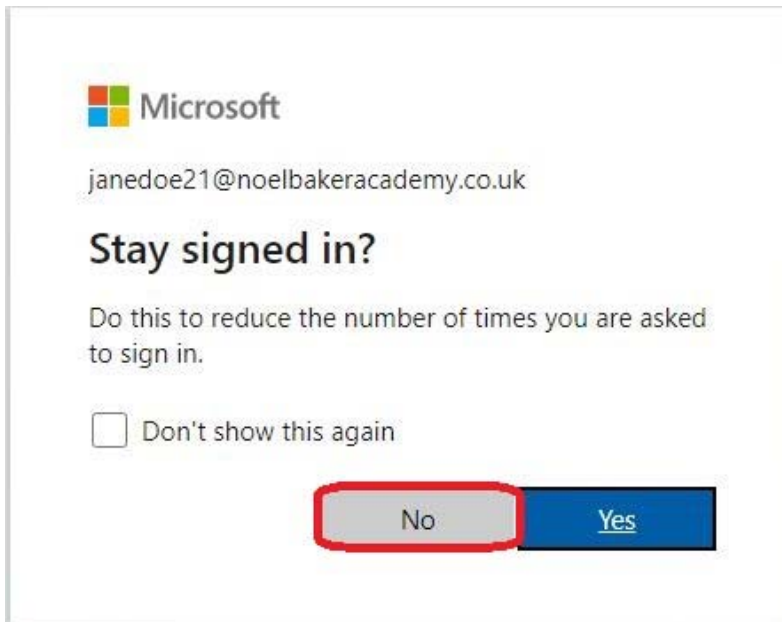 Microsoft
janedoe21@noelbakeracademy.co.uk
Stay signed in?
Do this to reduce the number of times you are asked
to sign in.
Don't show this again
No
Yes